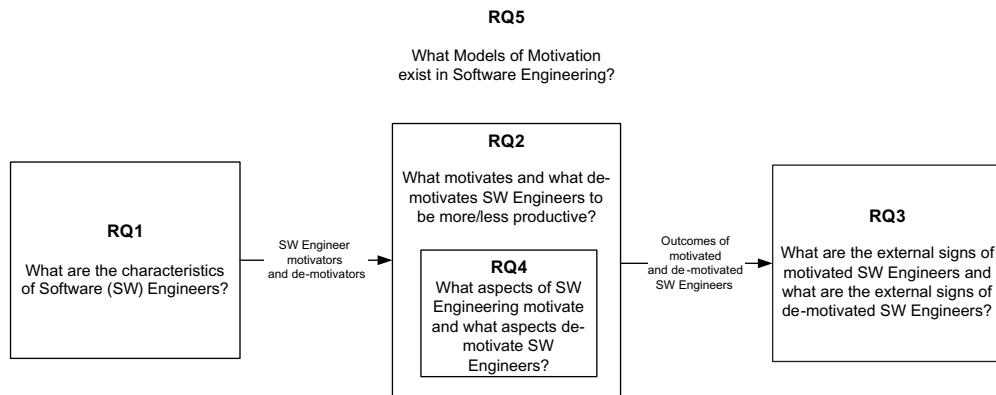 RQ5
What Models of Motivation
exist in Software Engineering?
RQ1
What are the characteristics
of Software (SW) Engineers?
SW Engineer
motivators
and de-motivators
RQ2
What motivates and what de-
motivates SW Engineers to
be more/less productive?
RQ4
What aspects of SW
Engineering motivate
and what aspects de-
motivate SW
Engineers?
Outcomes of
motivated
and de-motivated
SW Engineers
RQ3
What are the external signs of
motivated SW Engineers and
what are the external signs of
de-motivated SW Engineers?